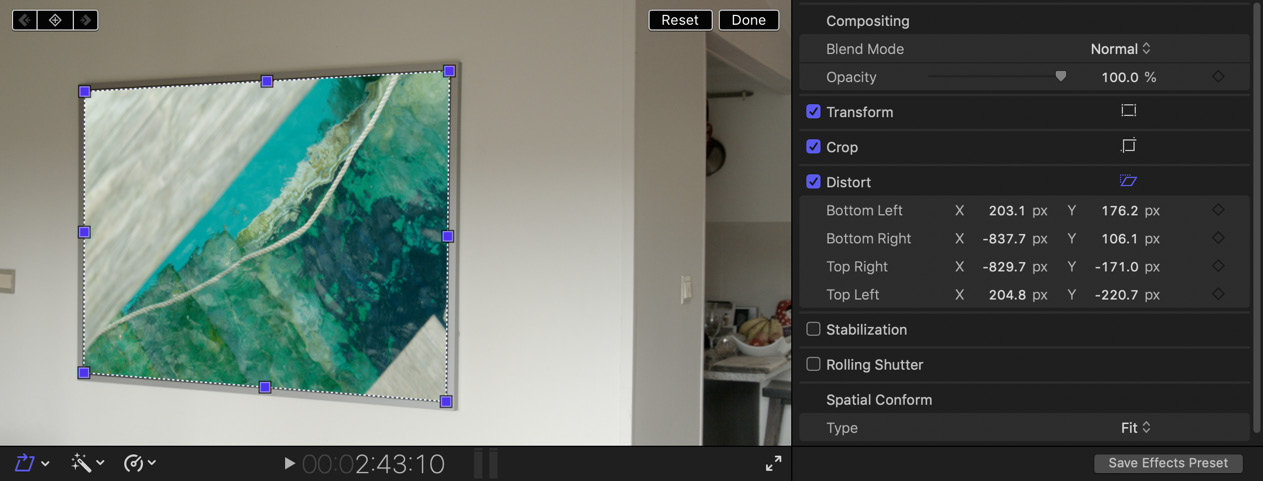 Reset Done
00:02:43:10
Compositing
Blend Mode Normal
Opacity 100.0 %
Transform
Crop
Distort
Bottom Left X 203.1 px Y 176.2 px
Bottom Right X -837.7 px Y 106.1 px
Top Right X -829.7 px Y -171.0 px
Top Left X 204.8 px Y -220.7 px
Stabilization
Rolling Shutter
Spatial Conform
Type Fit
Save Effects Preset